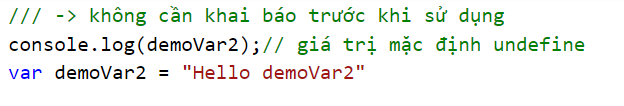 /// -> không cần khai báo trước khi sử dụng
console.log(demoVar2);// giá trị mặc định undefine
var demoVar2 = "Hello demoVar2"